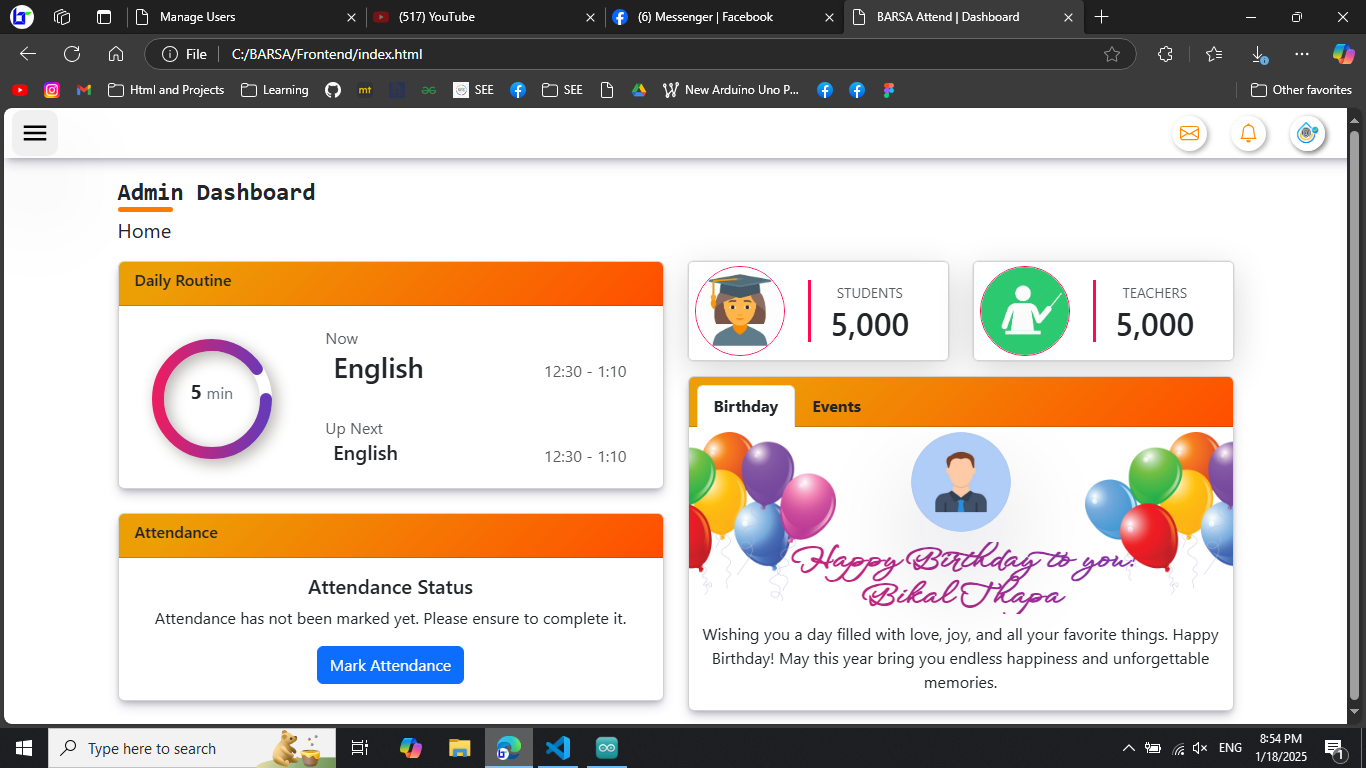 Manage Users
(517) YouTube
(6) Messenger | Facebook
BARSA Attend | Dashboard
File
C:/BARSA/Frontend/index.html
Html and Projects
Learning
mt
SEE
SEE
New Arduino Uno P...
Other favorites
Admin Dashboard
Home
Daily Routine
5 min
Now
English
12:30 - 1:10
Up Next
English
12:30 - 1:10
STUDENTS
5,000
TEACHERS
5,000
Birthday
Events
Happy Birthday to you!
Bikal Thapa
Wishing you a day filled with love, joy, and all your favorite things. Happy
Birthday! May this year bring you endless happiness and unforgettable
memories.
Attendance
Attendance Status
Attendance has not been marked yet. Please ensure to complete it.
Mark Attendance
Type here to search
ENG
8:54 PM
1/18/2025
1